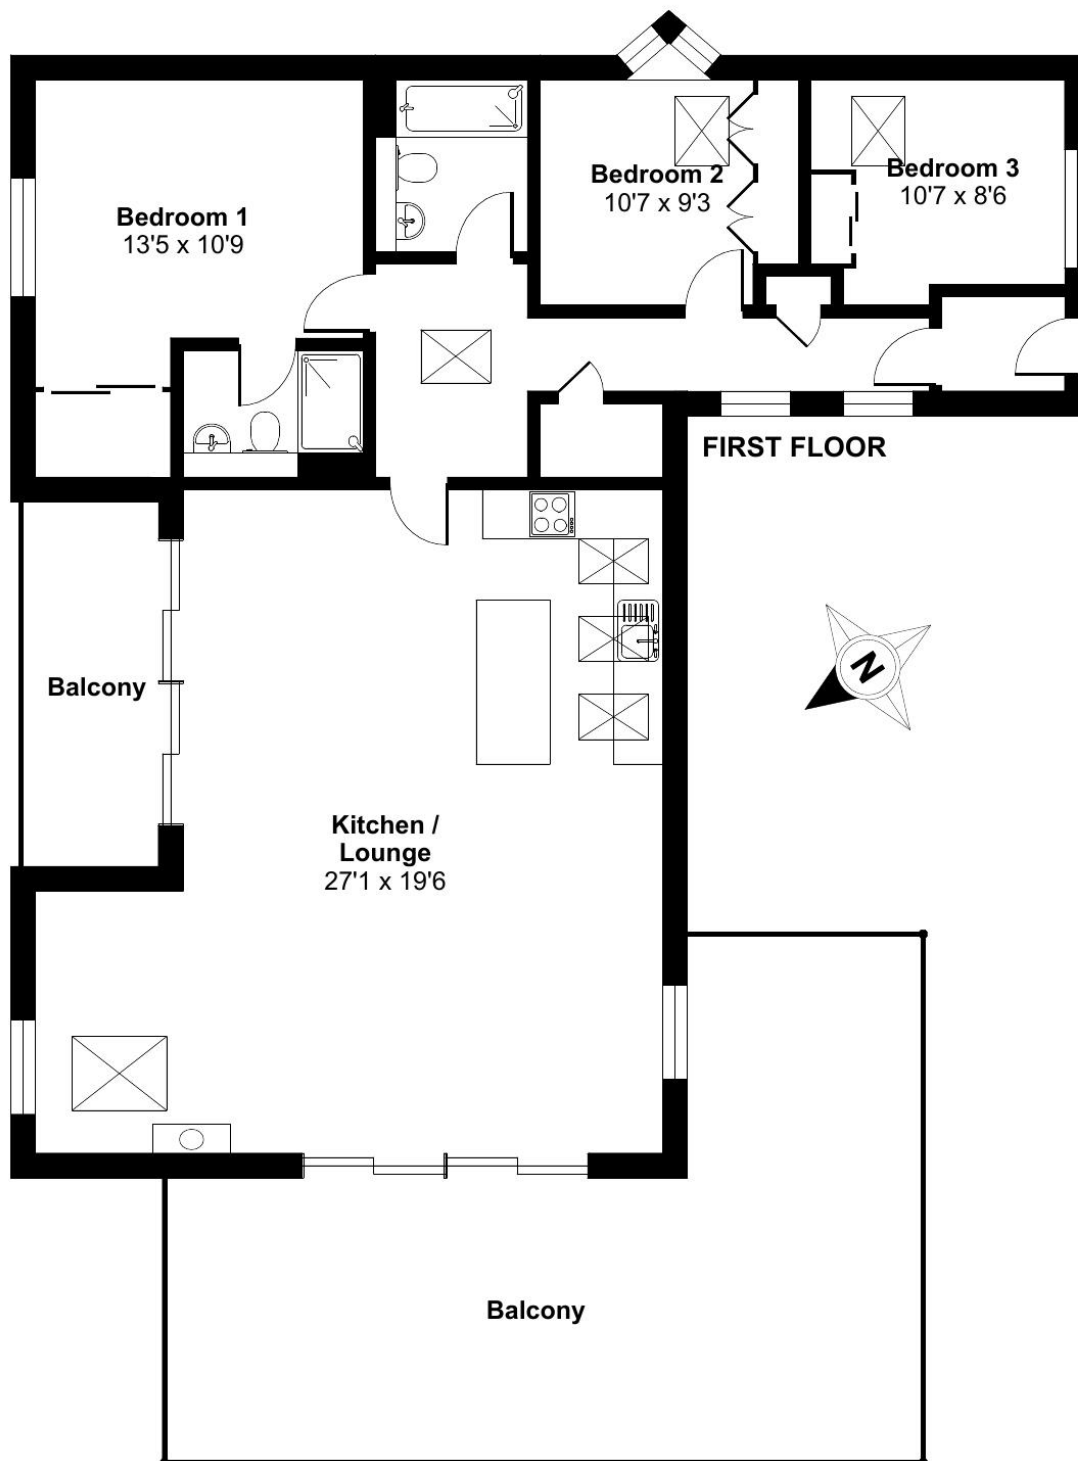 Bedroom 1
13'5 x 10'9
Bedroom 2
10'7 x 9'3
Bedroom 3
10'7 x 8'6
FIRST FLOOR
N
Balcony
Kitchen /
Lounge
27'1 x 19'6
Balcony